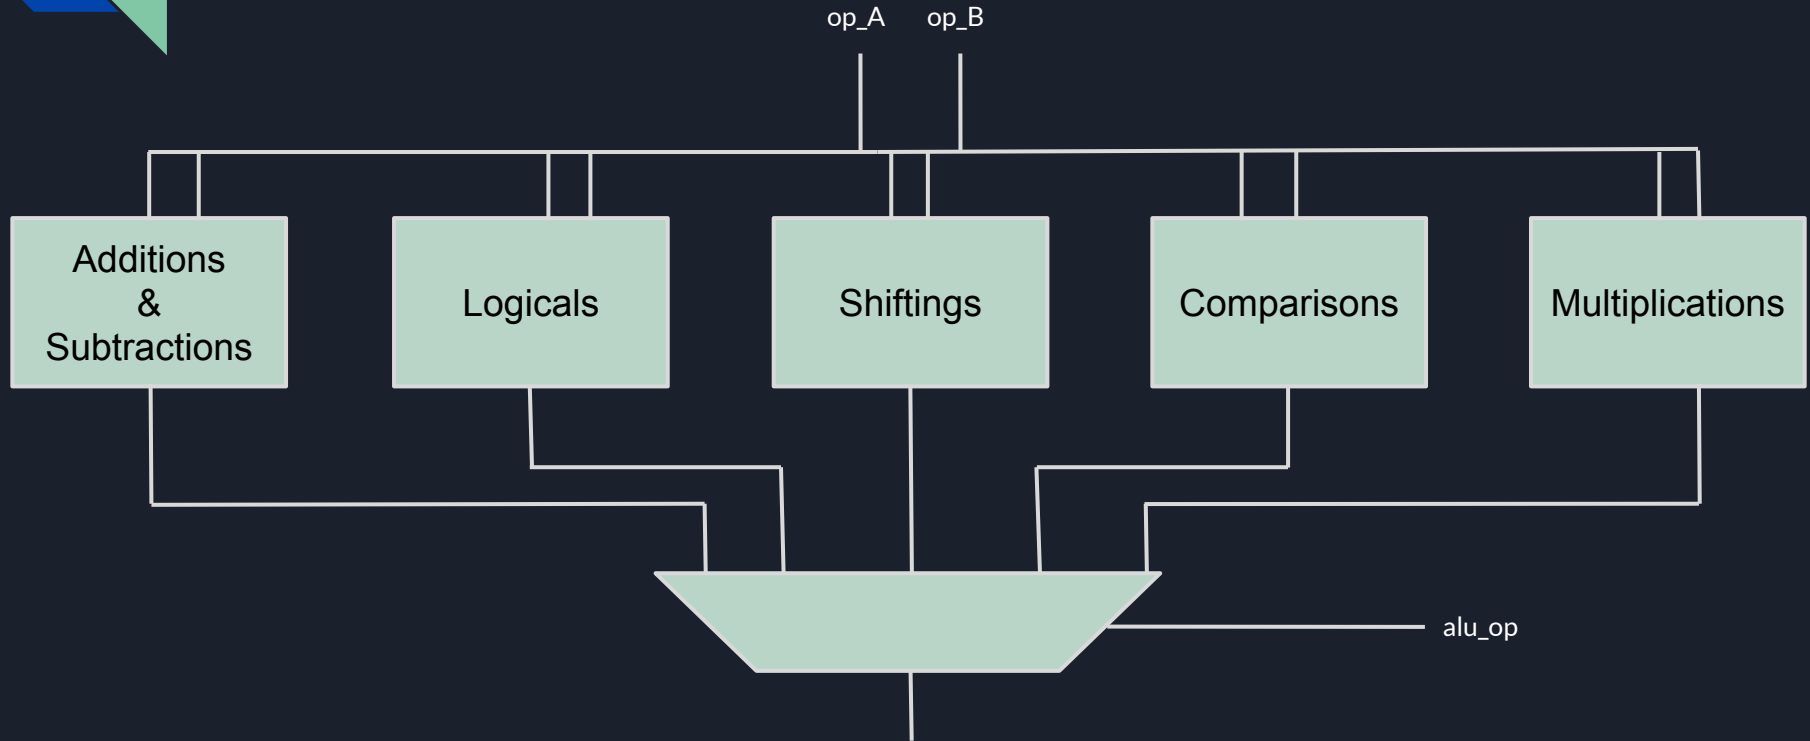 op_A op_B
Additions
&
Subtractions
Logicals
Shiftings
Comparisons
Multiplications
alu_op